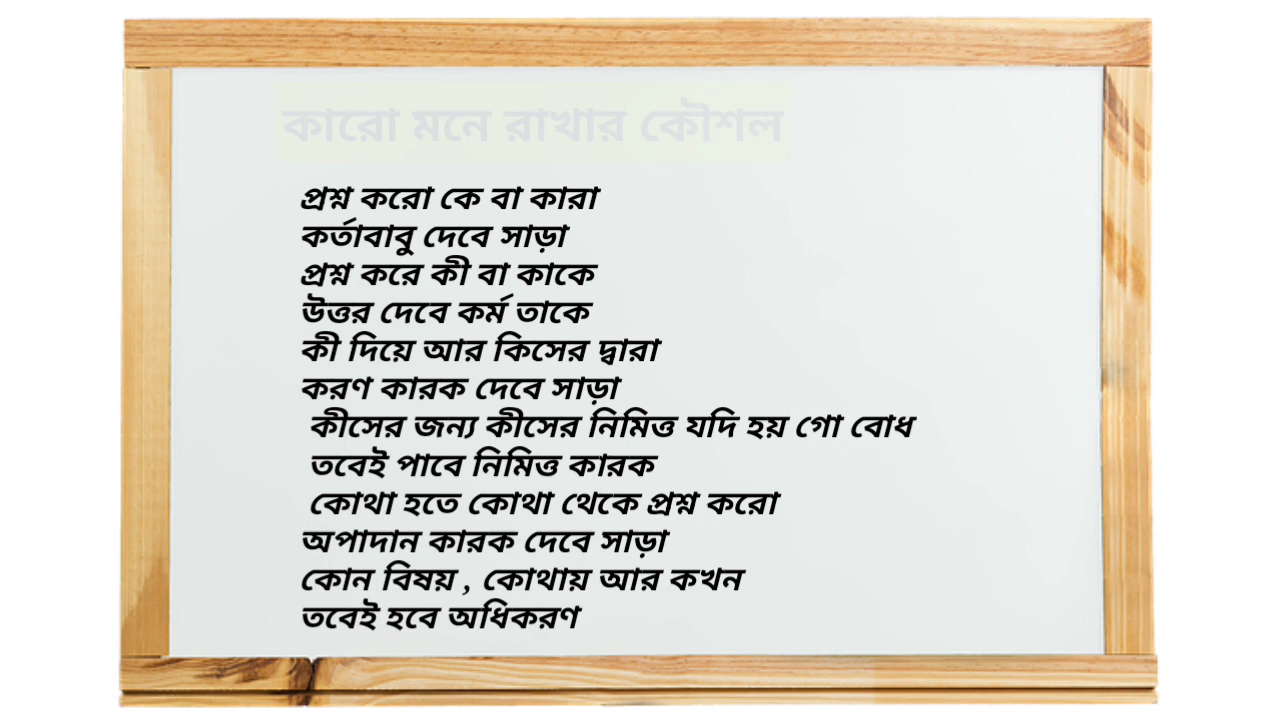 কারো মনে রাখার কৌশল
প্রশ্ন করো কে বা কারা
কর্তাবাবু দেবে সাড়া
প্রশ্ন করে কী বা কাকে
উত্তর দেবে কর্ম তাকে
কী দিয়ে আর কিসের দ্বারা
করণ কারক দেবে সাড়া
কীসের জন্য কীসের নিমিত্ত যদি হয় গো বোধ
তবেই পাবে নিমিত্ত কারক
কোথা হতে কোথা থেকে প্রশ্ন করো
অপাদান কারক দেবে সাড়া
কোন বিষয় , কোথায় আর কখন
তবেই হবে অধিকরণ